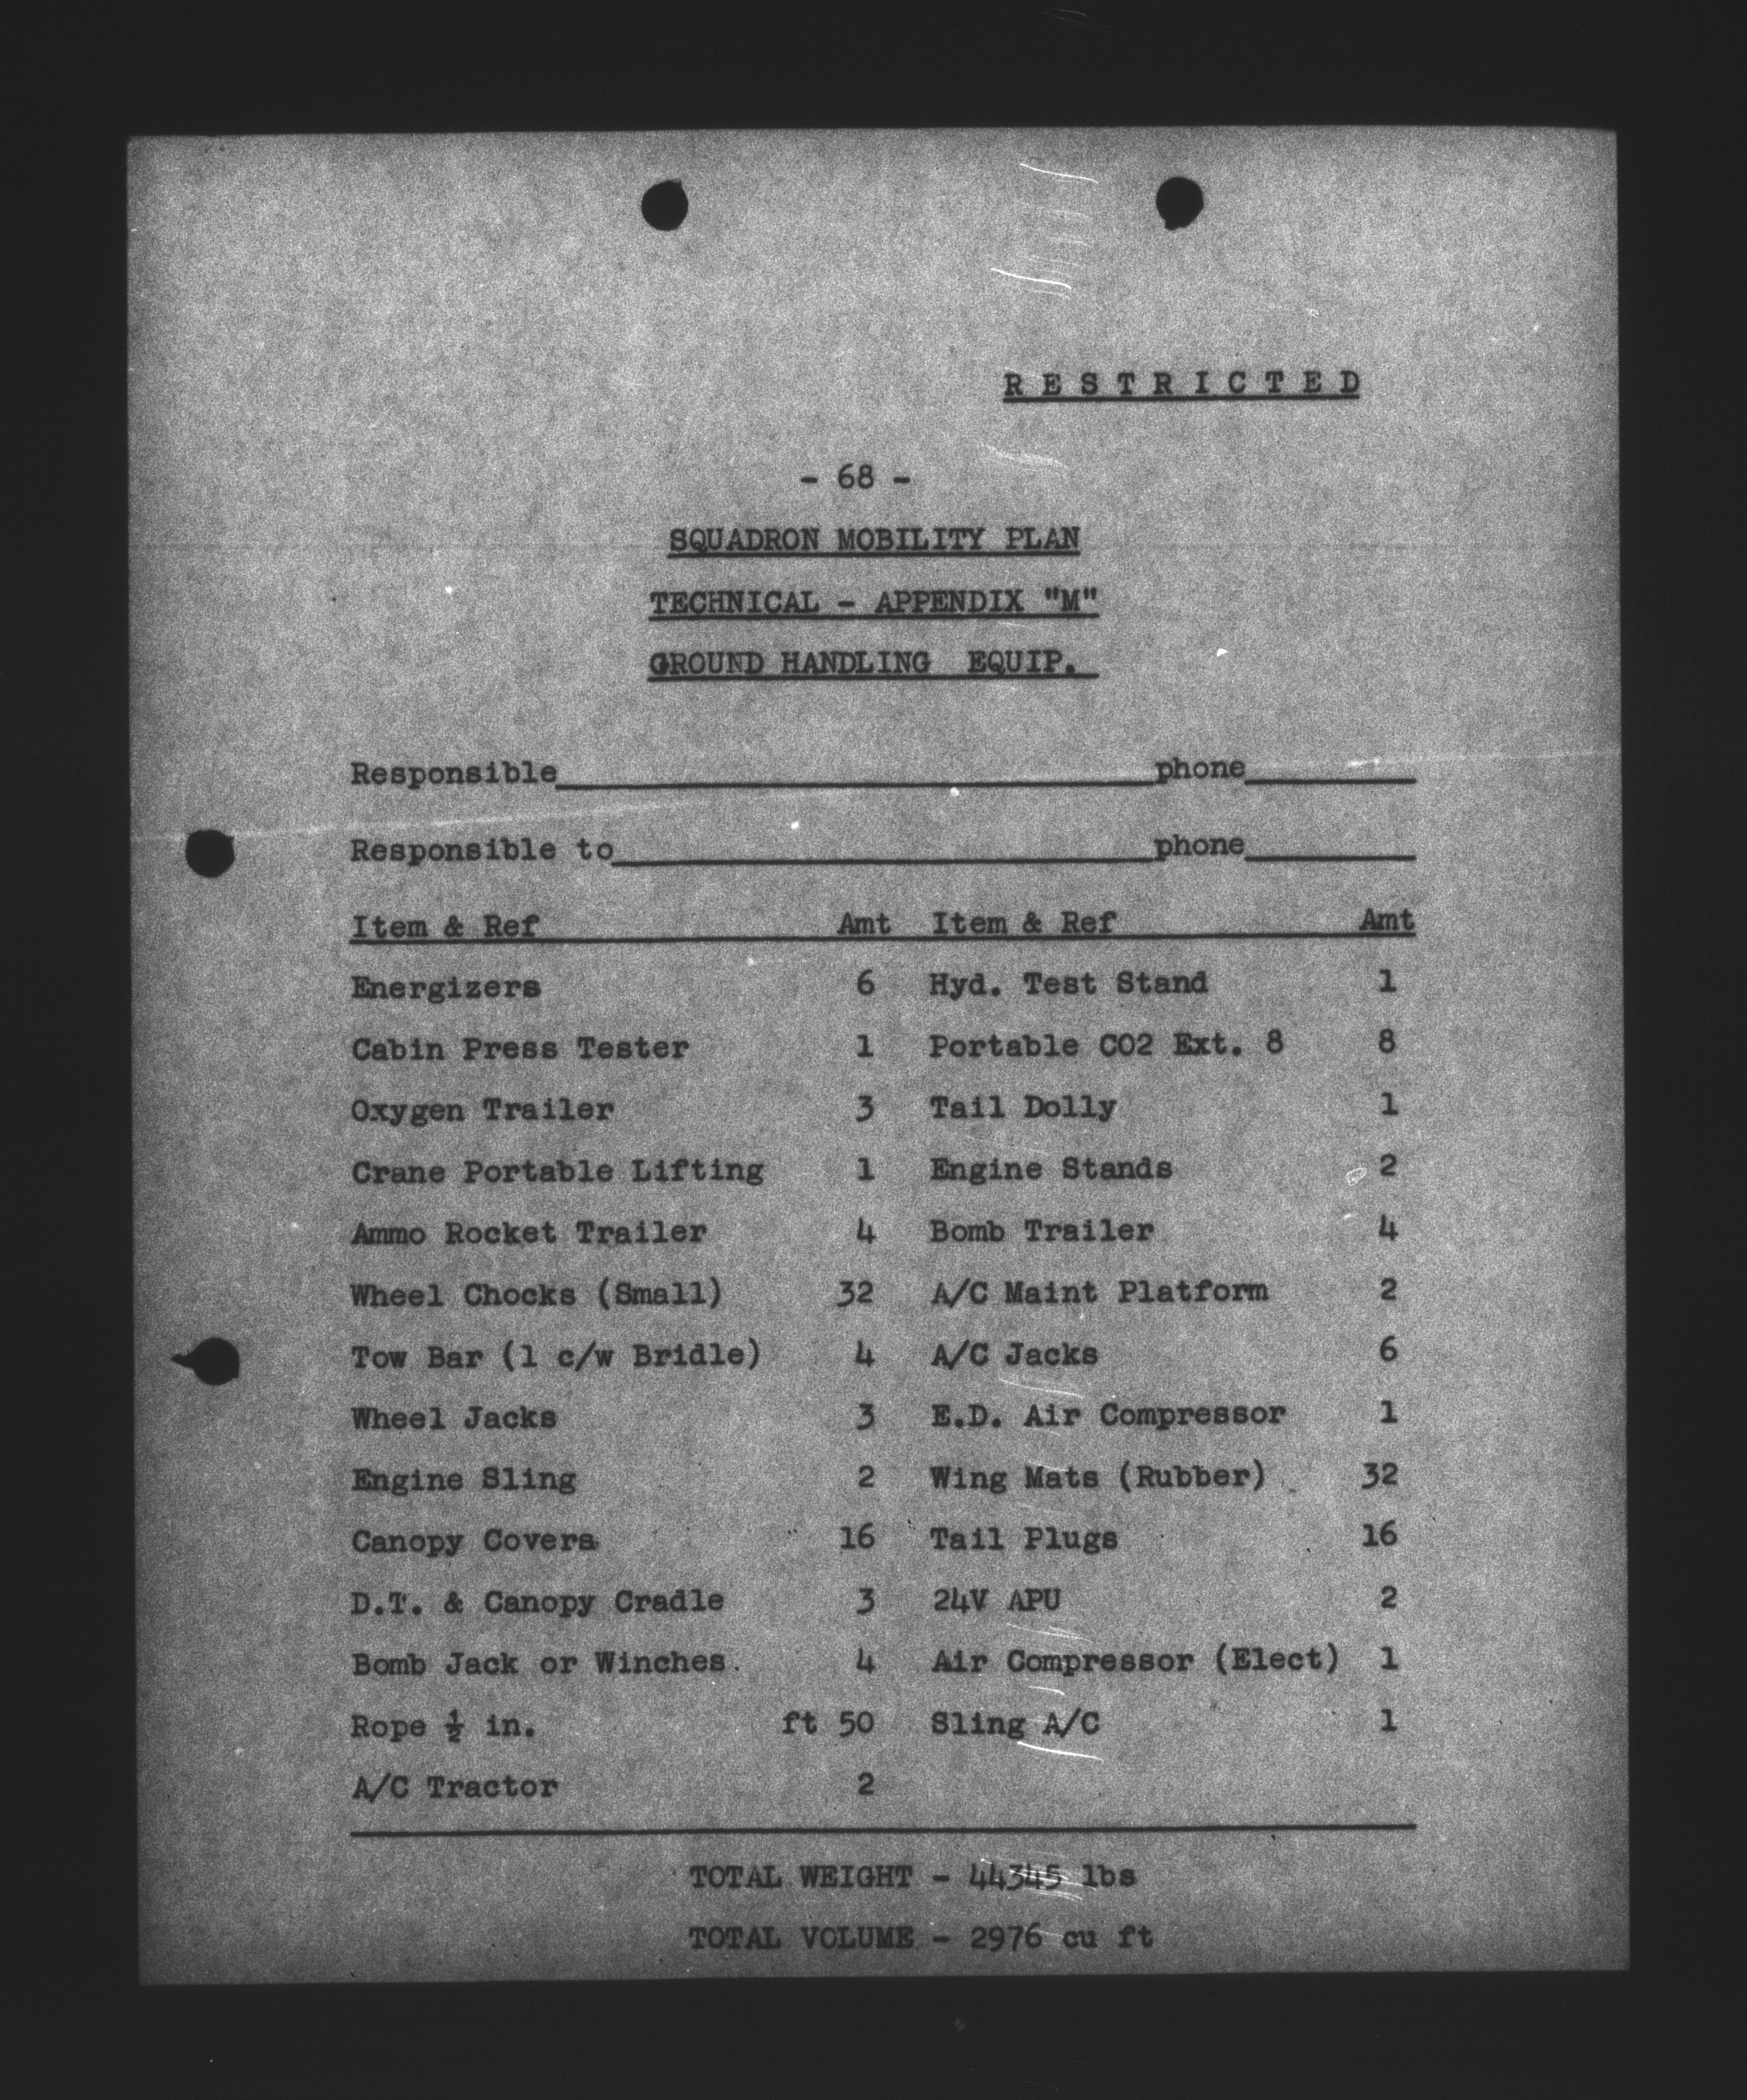 R E S T R I C T E D
- 68 -
SQUADRON MOBILITY PLAN
TECHNICAL - APPENDIX "M"
GROUND HANDLING EQUIP.
Responsible____________phone________
Responsible to____________phone________
Item & Ref Amt Item & Ref Amt
Energizers 6 Hyd. Test Stand 1
Cabin Press Tester 1 Portable CO2 Ext. 8 8
Oxygen Trailer 3 Tail Dolly 1
Crane Portable Lifting 1 Engine Stands 2
Ammo Rocket Trailer 4 Bomb Trailer 4
Wheel Chocks (Small) 32 A/C Maint Platform 2
Tow Bar (1 c/w Bridle) 4 A/C Jacks 6
Wheel Jacks 3 E.D. Air Compressor 1
Engine Sling 2 Wing Mats (Rubber) 32
Canopy Covers 16 Tail Plugs 16
D.T. & Canopy Cradle 3 24V APU 2
Bomb Jack or Winches. 4 Air Compressor (Elect) 1
Rope ½ in. ft 50 Sling A/C 1
A/C Tractor 2
TOTAL WEIGHT - 44345 lbs
TOTAL VOLUME - 2976 cu ft